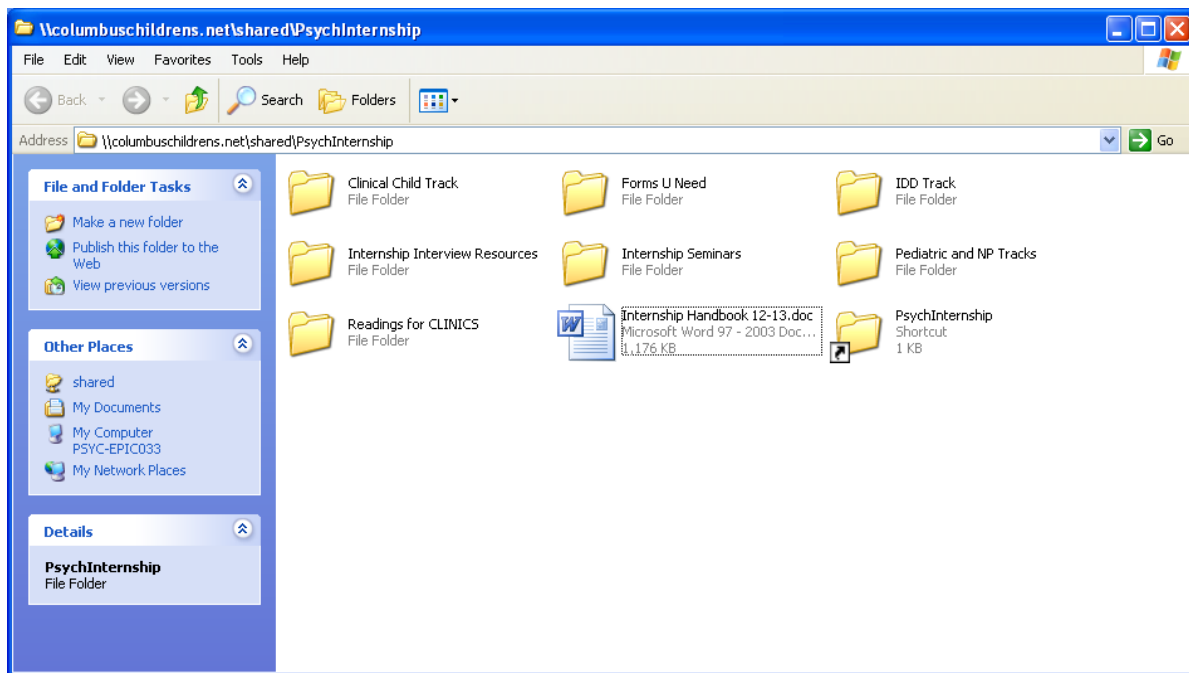 \\columbuschildrens.net\shared\PsychInternship
File Edit View Favorites Tools Help
Back Search Folders
Address \\columbuschildrens.net\shared\PsychInternship Go
File and Folder Tasks
Make a new folder
Publish this folder to the
Web
View previous versions
Other Places
shared
My Documents
My Computer
PSYC-EPIC033
My Network Places
Details
PsychInternship
File Folder
Clinical Child Track
File Folder
Forms U Need
File Folder
IDD Track
File Folder
Internship Interview Resources
File Folder
Internship Seminars
File Folder
Pediatric and NP Tracks
File Folder
Readings for CLINICS
File Folder
Internship Handbook 12-13.doc
Microsoft Word 97 - 2003 Doc...
1,176 KB
PsychInternship
Shortcut
1 KB